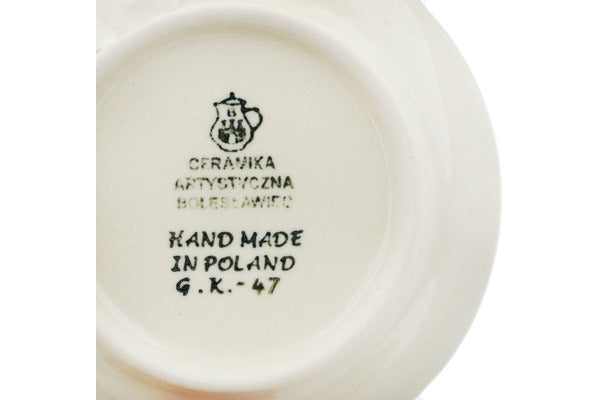 B
CERAMIKA
ARTYSTYCZNA
BOLESŁAWIEC
HAND MADE
IN POLAND
G.K.-47